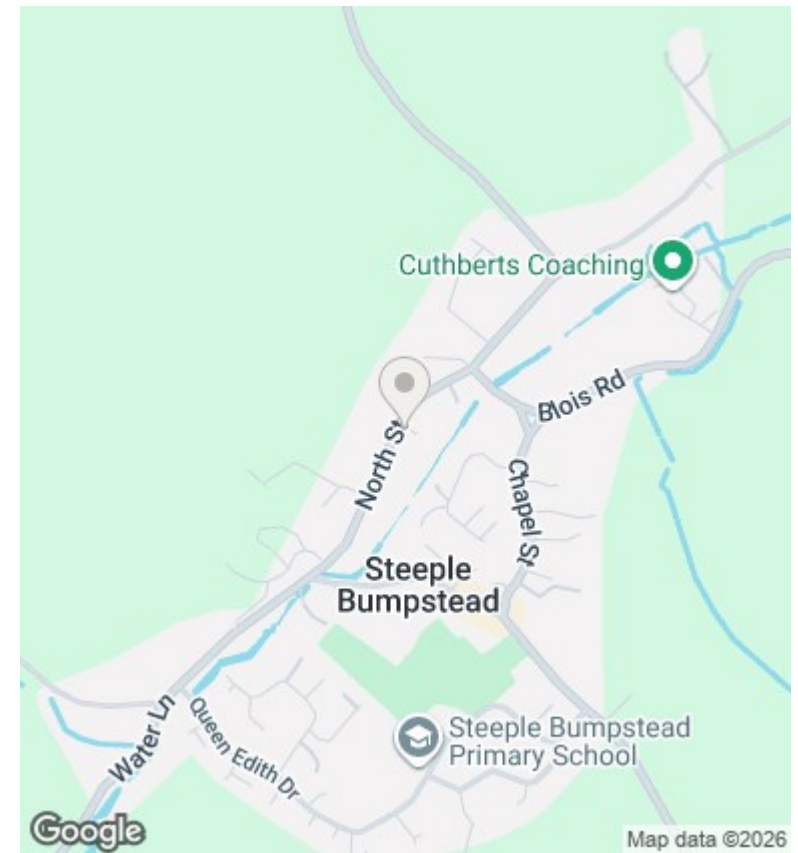 Cuthberts Coaching
Blois Rd
North St
Chapel St
Steeple
Bumpstead
Water Ln
Queen Edith Dr
Steeple Bumpstead
Primary School
Google
Map data ©2026